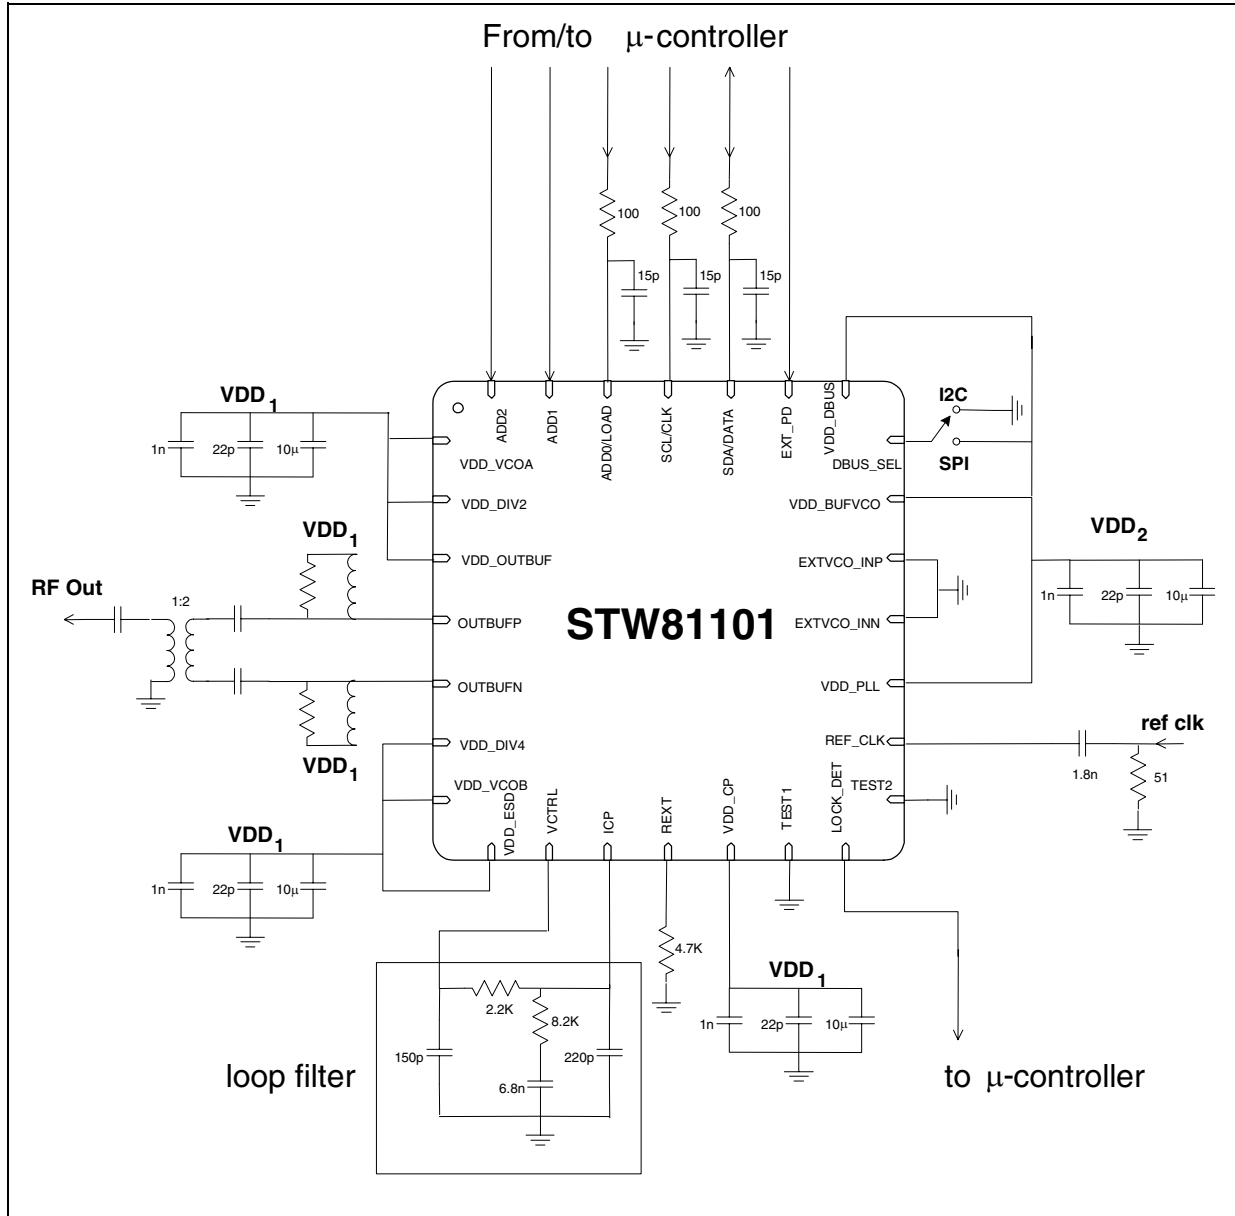 From/to μ-controller
100
100
100
15p
15p
15p
VDD1
1n
22p
10μ
ADD2
ADD1
ADD0/LOAD
SCL/CLK
SDA/DATA
EXT_PD
VDD_DBUS
I2C
SPI
DBUS_SEL
VDD_VCOA
VDD_DIV2
VDD_OUTBUF
OUTBUFP
OUTBUFN
VDD_DIV4
VDD_VCOB
VDD_BUFVCO
EXTVCO_INP
EXTVCO_INN
VDD_PLL
REF_CLK
TEST2
STW81101
VDD2
1n
22p
10μ
VDD1
RF Out
1:2
VDD1
ref clk
1.8n
51
VDD_ESD
VCTRL
ICP
REXT
VDD_CP
TEST1
LOCK_DET
VDD1
1n
22p
10μ
4.7K
VDD1
1n
22p
10μ
2.2K
8.2K
150p
220p
6.8n
loop filter
to μ-controller